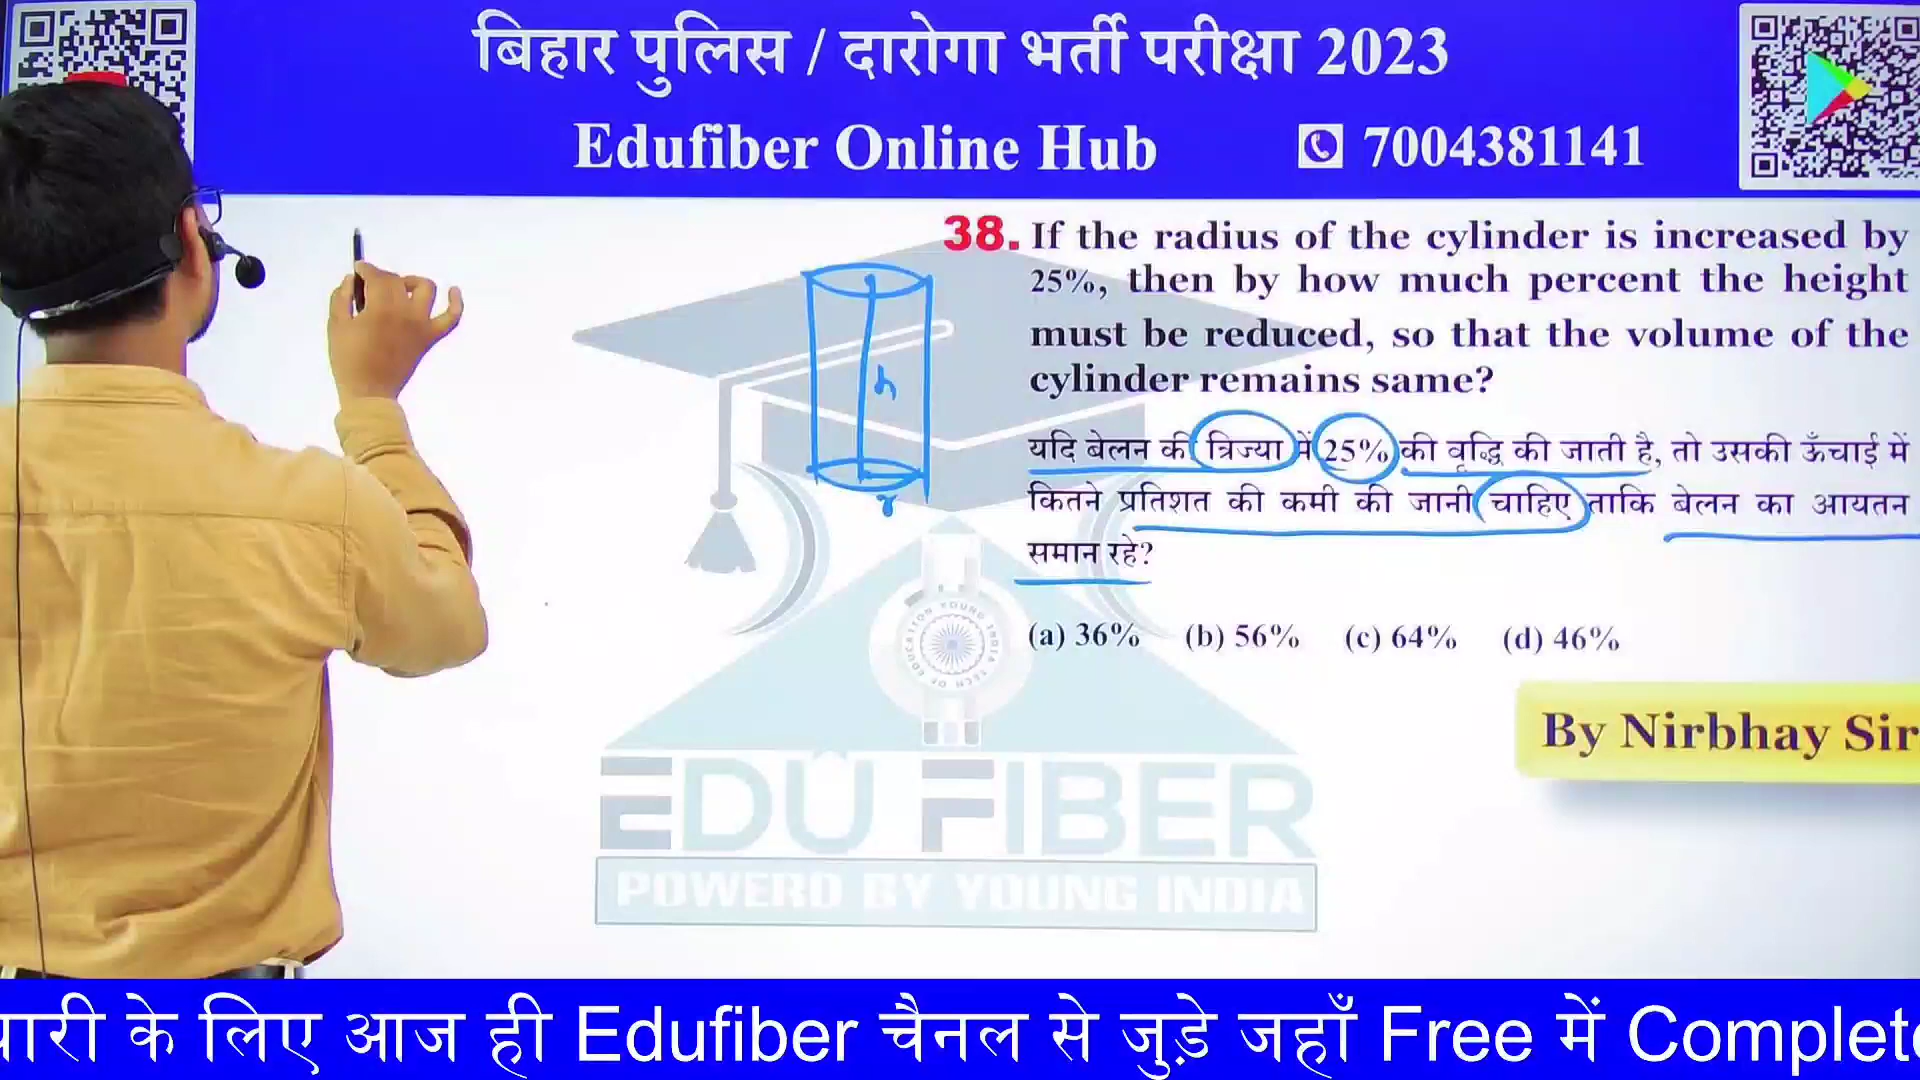 बिहार पुलिस / दारोगा भर्ती परीक्षा 2023
Edufiber Online Hub 7004381141
38. If the radius of the cylinder is increased by
25%, then by how much percent the height
must be reduced, so that the volume of the
cylinder remains same?
यदि बेलन की त्रिज्या में 25% की वृद्धि की जाती है, तो उसकी ऊँचाई में
कितने प्रतिशत की कमी की जानी चाहिए ताकि बेलन का आयतन
समान रहे?
(a) 36% (b) 56% (c) 64% (d) 46%
h
r
By Nirbhay Sir
EDU FIBER
POWERD BY YOUNG INDIA
यारी के लिए आज ही Edufiber चैनल से जुड़े जहाँ Free में Complete